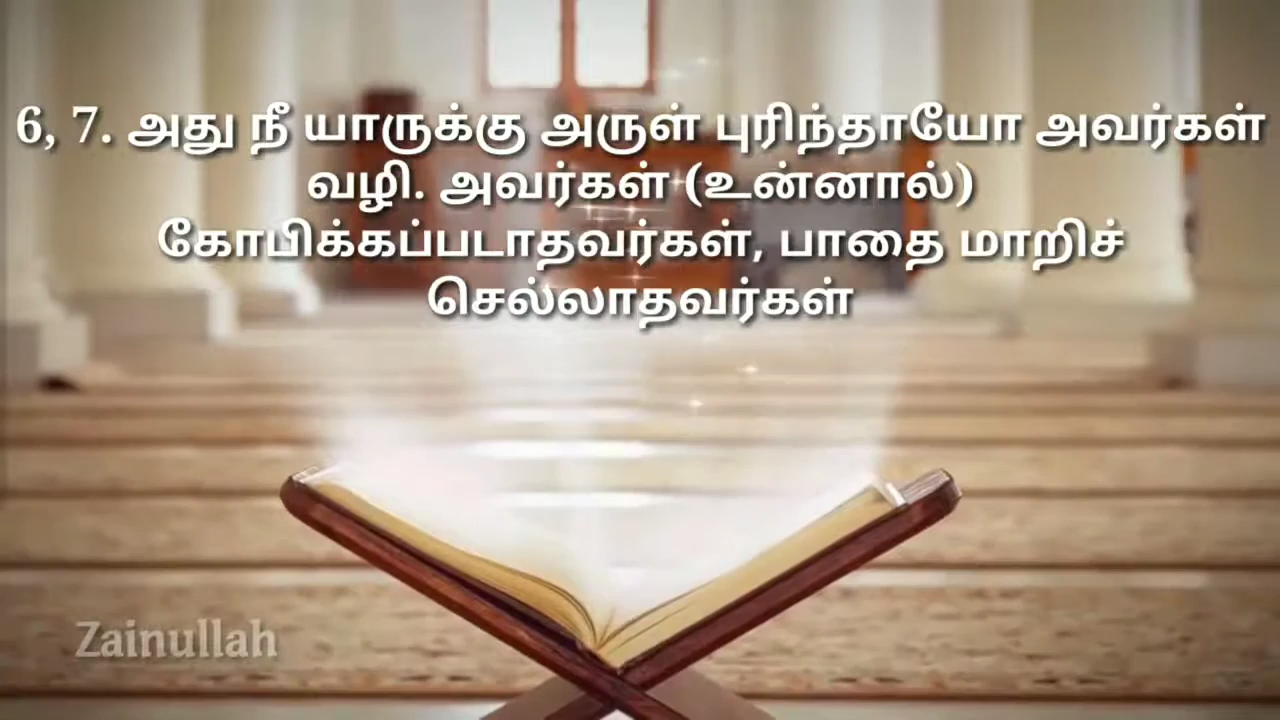 6, 7. அது நீ யாருக்கு அருள் புரிந்தாயோ அவர்கள்
வழி. அவர்கள் (உன்னால்)
கோபிக்கப்படாதவர்கள், பாதை மாறிச்
செல்லாதவர்கள்
Zainullah